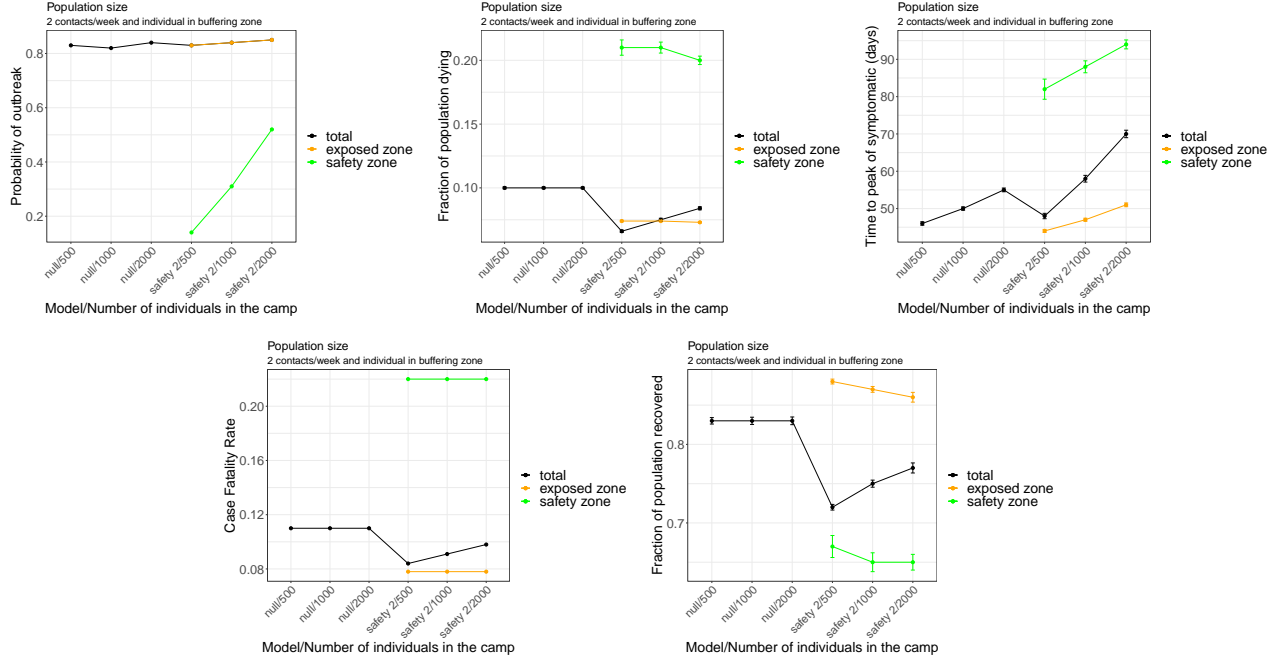 Population size
2 contacts/week and individual in buffering zone
Probability of outbreak
0.8
0.6
0.4
0.2
null/500
null/1000
null/2000
safety 2/500
safety 2/1000
safety 2/2000
Model/Number of individuals in the camp
total
exposed zone
safety zone
Population size
2 contacts/week and individual in buffering zone
Fraction of population dying
0.20
0.15
0.10
null/500
null/1000
null/2000
safety 2/500
safety 2/1000
safety 2/2000
Model/Number of individuals in the camp
total
exposed zone
safety zone
Population size
2 contacts/week and individual in buffering zone
Time to peak of symptomatic (days)
90
80
70
60
50
null/500
null/1000
null/2000
safety 2/500
safety 2/1000
safety 2/2000
Model/Number of individuals in the camp
total
exposed zone
safety zone
Population size
2 contacts/week and individual in buffering zone
Case Fatality Rate
0.20
0.16
0.12
0.08
null/500
null/1000
null/2000
safety 2/500
safety 2/1000
safety 2/2000
Model/Number of individuals in the camp
total
exposed zone
safety zone
Population size
2 contacts/week and individual in buffering zone
Fraction of population recovered
0.8
0.7
null/500
null/1000
null/2000
safety 2/500
safety 2/1000
safety 2/2000
Model/Number of individuals in the camp
total
exposed zone
safety zone